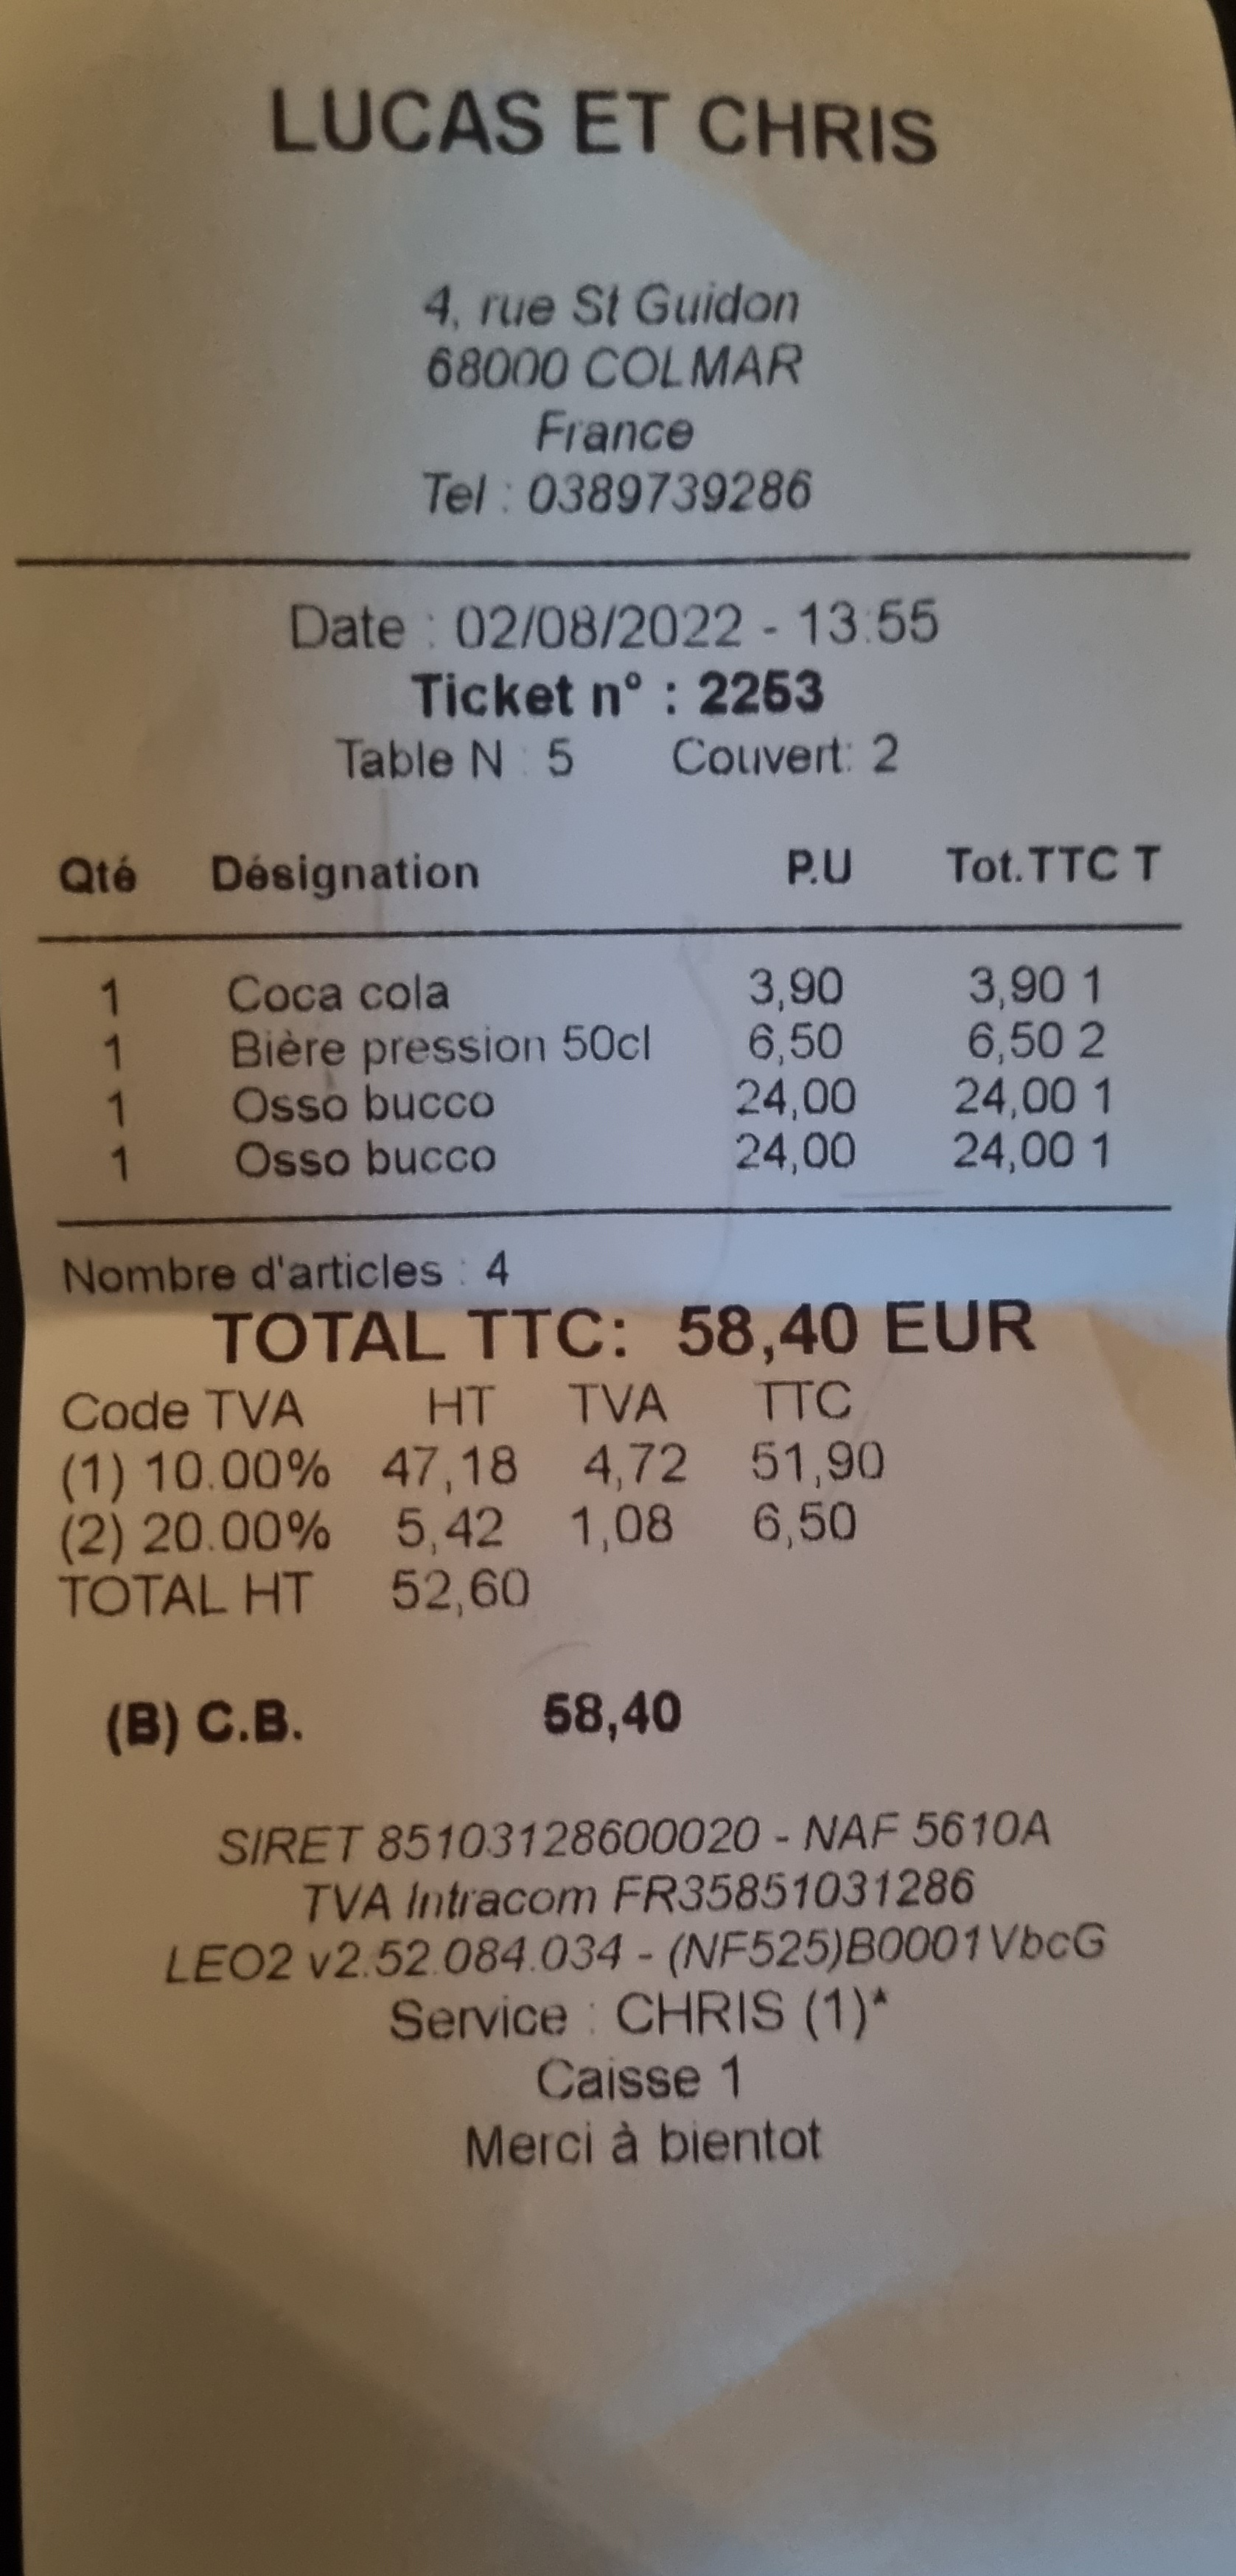 LUCAS ET CHRIS
4, rue St Guidon
68000 COLMAR
France
Tel : 0389739286
Date : 02/08/2022 - 13:55
Ticket n° : 2253
Table N : 5 Couvert: 2
Qté Désignation P.U Tot.TTC T
1 Coca cola 3,90 3,90 1
1 Bière pression 50cl 6,50 6,50 2
1 Osso bucco 24,00 24,00 1
1 Osso bucco 24,00 24,00 1
Nombre d'articles : 4
TOTAL TTC: 58,40 EUR
Code TVA HT TVA TTC
(1) 10.00% 47,18 4,72 51,90
(2) 20.00% 5,42 1,08 6,50
TOTAL HT 52,60
(B) C.B. 58,40
SIRET 85103128600020 - NAF 5610A
TVA Intracom FR35851031286
LEO2 v2.52.084.034 - (NF525)B0001VbcG
Service : CHRIS (1)*
Caisse 1
Merci à bientot